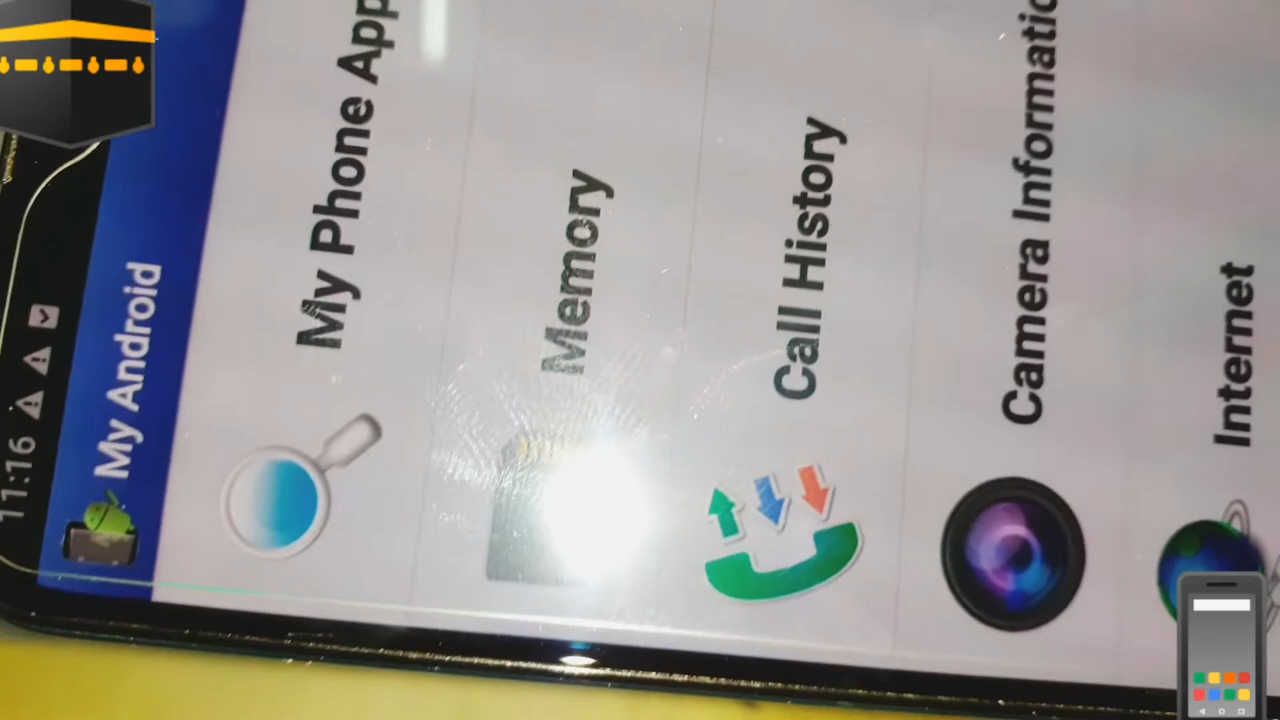 11:16
My Android
My Phone App
Memory
Call History
Camera Informatio
Internet